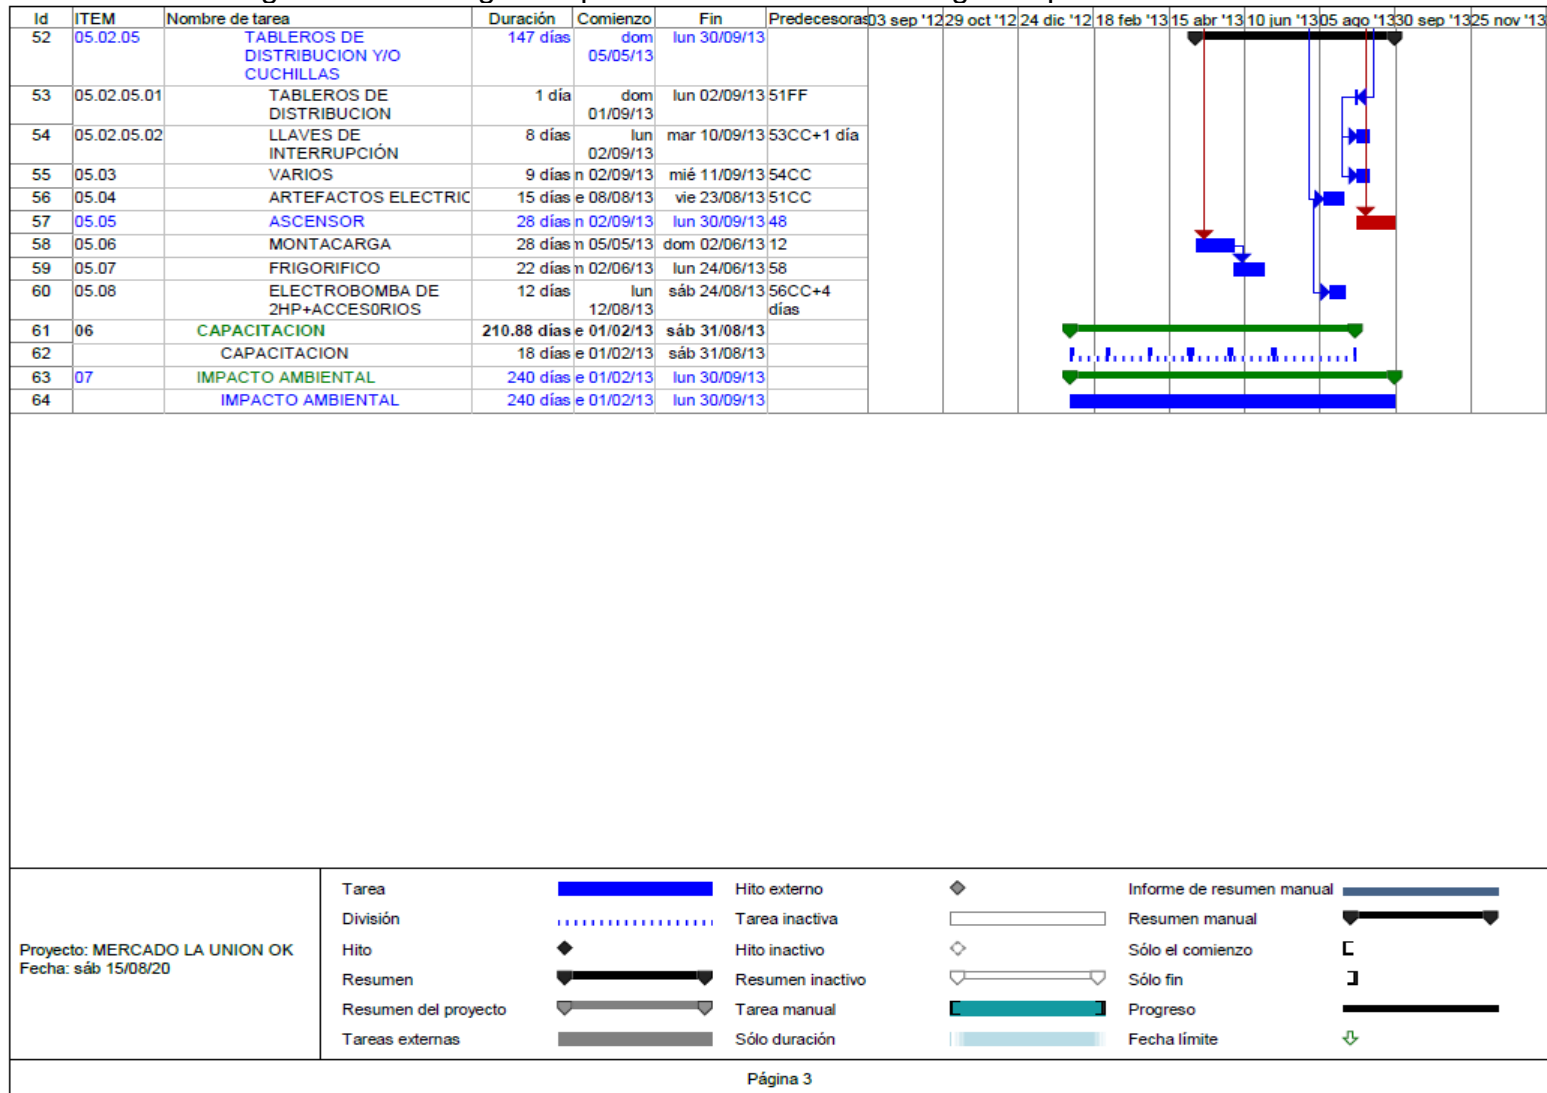 Id ITEM Nombre de tarea Duración Comienzo Fin Predecesoras 03 sep '12 29 oct '12 24 dic '12 18 feb '13 15 abr '13 10 jun '13 05 ago '13 30 sep '13 25 nov '13
52 05.02.05 TABLEROS DE 147 días dom lun 30/09/13
DISTRIBUCION Y/O 05/05/13
CUCHILLAS
53 05.02.05.01 TABLEROS DE 1 día dom lun 02/09/13 51FF
DISTRIBUCION 01/09/13
54 05.02.05.02 LLAVES DE 8 días lun mar 10/09/13 53CC+1 día
INTERRUPCIÓN 02/09/13
55 05.03 VARIOS 9 días n 02/09/13 mié 11/09/13 54CC
56 05.04 ARTEFACTOS ELECTRIC 15 días e 08/08/13 vie 23/08/13 51CC
57 05.05 ASCENSOR 28 días n 02/09/13 lun 30/09/13 48
58 05.06 MONTACARGA 28 días m 05/05/13 dom 02/06/13 12
59 05.07 FRIGORIFICO 22 días m 02/06/13 lun 24/06/13 58
60 05.08 ELECTROBOMBA DE 12 días lun sáb 24/08/13 56CC+4
2HP+ACCES0RIOS 12/08/13 días
61 06 CAPACITACION 210.88 días e 01/02/13 sáb 31/08/13
62 CAPACITACION 18 días e 01/02/13 sáb 31/08/13
63 07 IMPACTO AMBIENTAL 240 días e 01/02/13 lun 30/09/13
64 IMPACTO AMBIENTAL 240 días e 01/02/13 lun 30/09/13
Proyecto: MERCADO LA UNION OK
Fecha: sáb 15/08/20
Tarea
División
Hito
Resumen
Resumen del proyecto
Tareas externas
Hito externo
Tarea inactiva
Hito inactivo
Resumen inactivo
Tarea manual
Sólo duración
Informe de resumen manual
Resumen manual
Sólo el comienzo
Sólo fin
Progreso
Fecha límite
Página 3